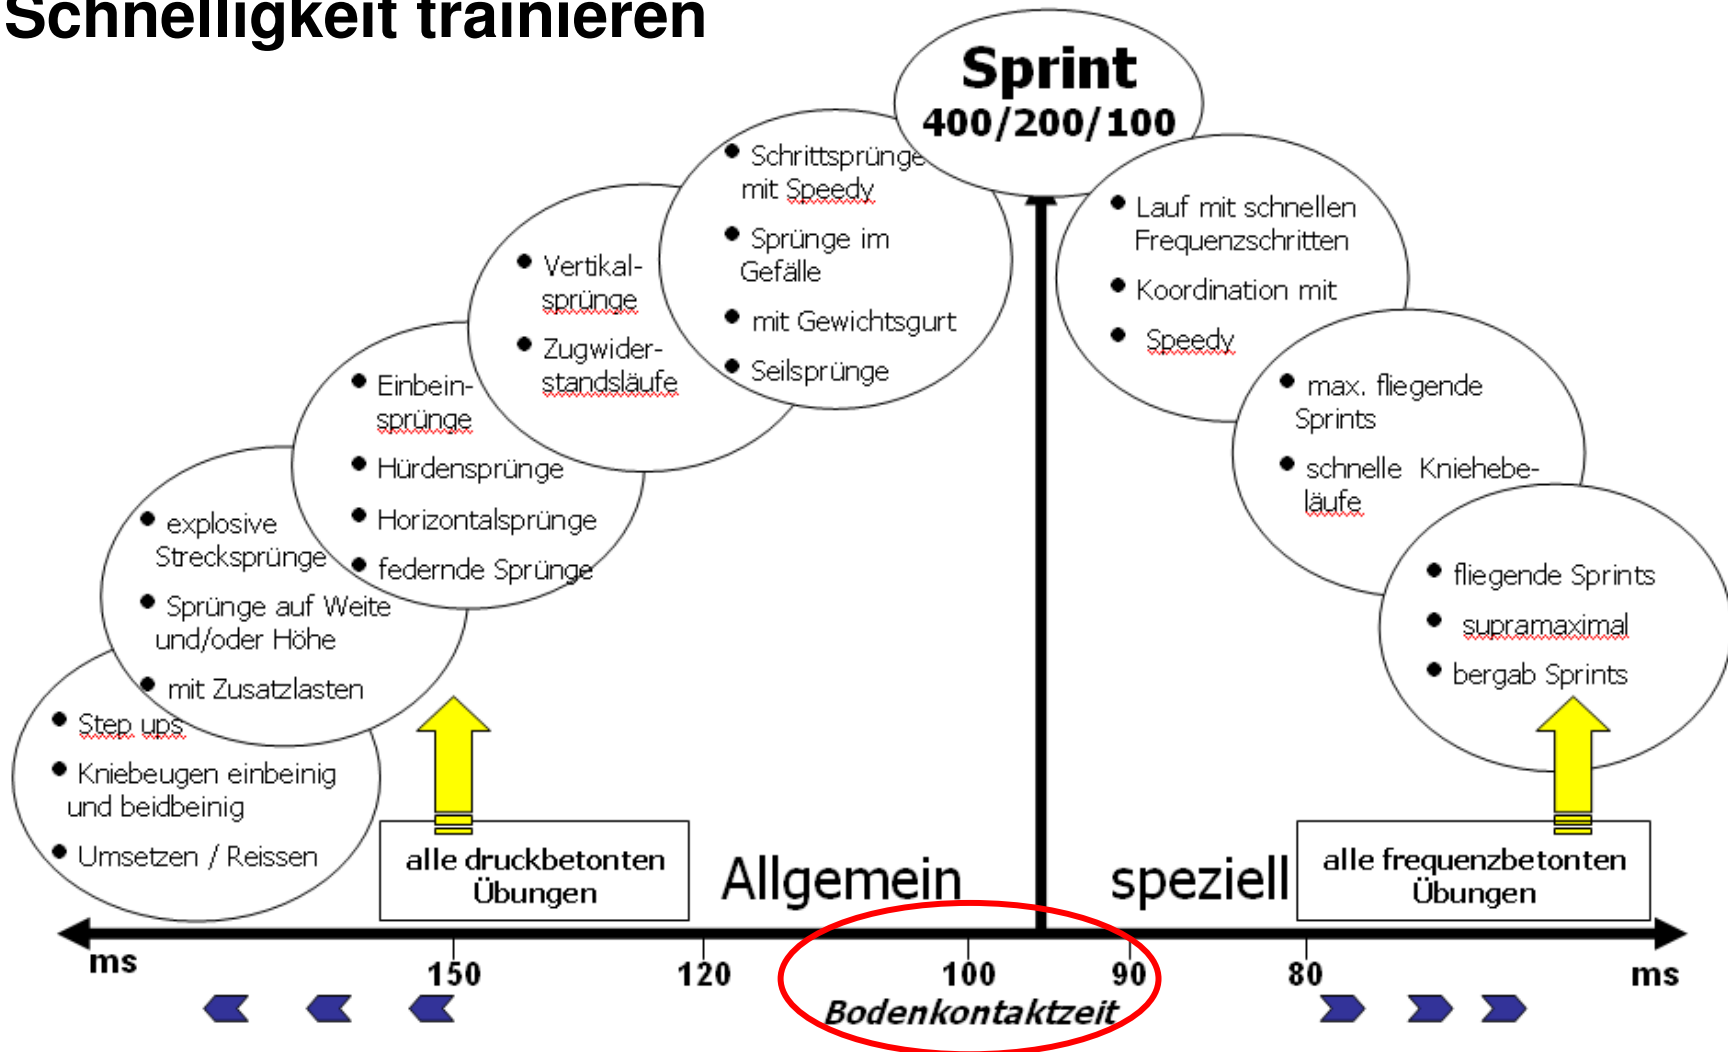 Schnelligkeit trainieren
Sprint
400/200/100
Schrittsprünge
mit Speedy
Sprünge im
Gefälle
mit Gewichtsgurt
Seilsprünge
Vertikal-
sprünge
Zugwider-
standsläufe
Einbein-
sprünge
Hürdensprünge
Horizontalsprünge
federnde Sprünge
explosive
Strecksprünge
Sprünge auf Weite
und/oder Höhe
mit Zusatzlasten
Step ups
Kniebeugen einbeinig
und beidbeinig
Umsetzen / Reissen
Lauf mit schnellen
Frequenzschritten
Koordination mit
Speedy
max. fliegende
Sprints
schnelle Kniehebe-
läufe
fliegende Sprints
supramaximal
bergab Sprints
alle druckbetonten
Übungen
Allgemein
speziell
alle frequenzbetonten
Übungen
ms
150
120
100
90
80
ms
Bodenkontaktzeit